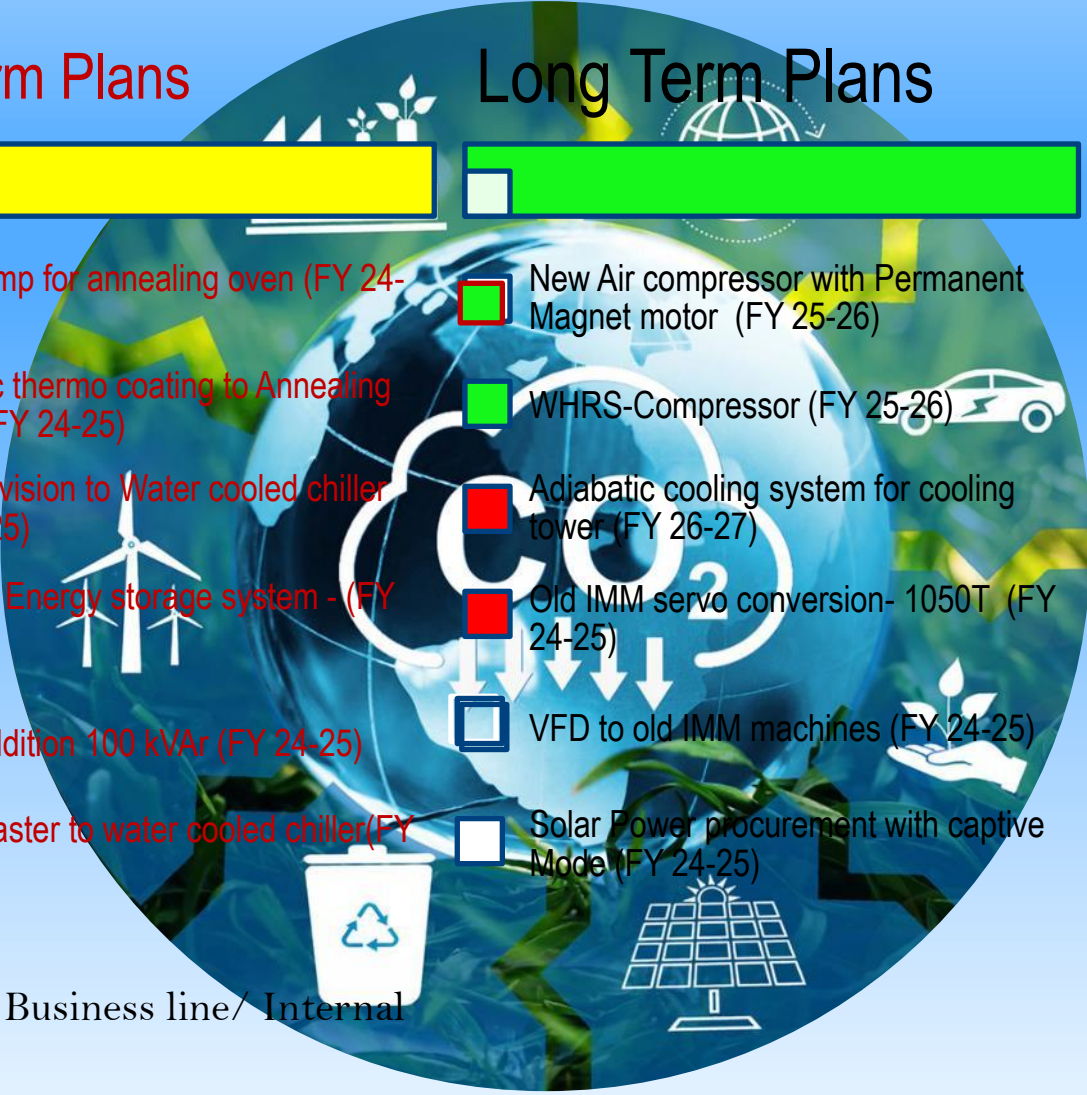 rm Plans
mp for annealing oven (FY 24-
c thermo coating to Annealing
FY 24-25)
vision to Water cooled chiller
25)
Energy storage system - (FY
ddition 100 kVAr (FY 24-25)
aster to water cooled chiller(FY
Business line/ Internal
Long Term Plans
New Air compressor with Permanent
Magnet motor (FY 25-26)
WHRS-Compressor (FY 25-26)
Adiabatic cooling system for cooling
tower (FY 26-27)
Old IMM servo conversion- 1050T (FY
24-25)
VFD to old IMM machines (FY 24-25)
Solar Power procurement with captive
Mode (FY 24-25)
CO2